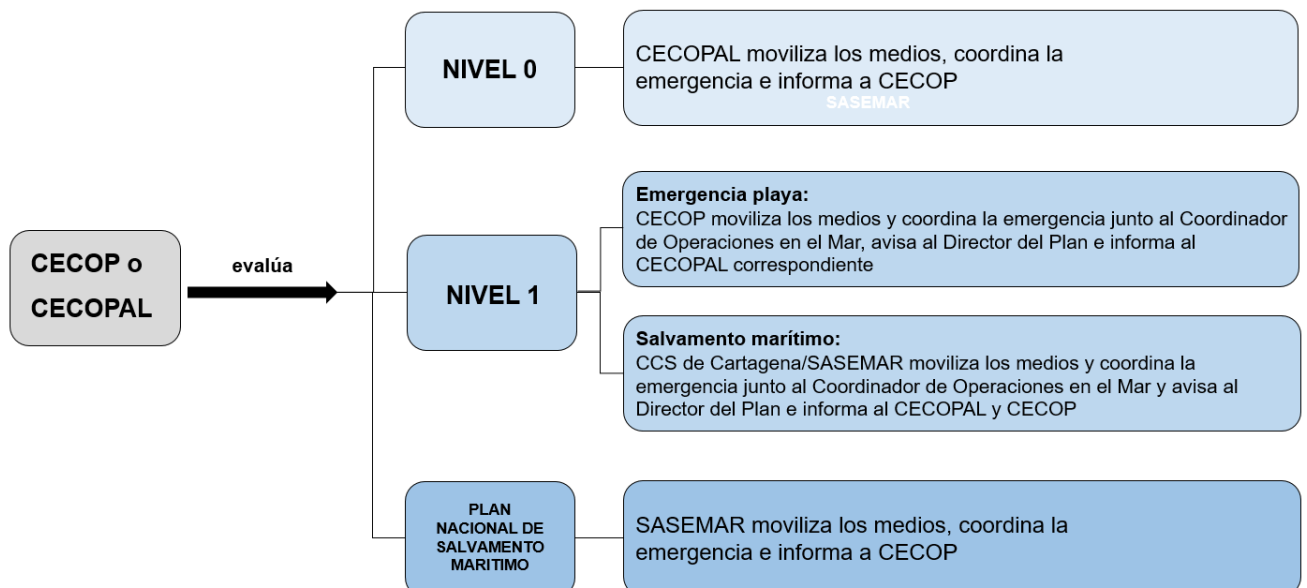 CECOP o
CECOPAL
evalúa
NIVEL 0
CECOPAL moviliza los medios, coordina la
emergencia e informa a CECOP
SASEMAR
NIVEL 1
Emergencia playa:
CECOP moviliza los medios y coordina la emergencia junto al Coordinador
de Operaciones en el Mar, avisa al Director del Plan e informa al
CECOPAL correspondiente
Salvamento marítimo:
CCS de Cartagena/SASEMAR moviliza los medios y coordina la
emergencia junto al Coordinador de Operaciones en el Mar y avisa al
Director del Plan e informa al CECOPAL y CECOP
PLAN
NACIONAL DE
SALVAMENTO
MARITIMO
SASEMAR moviliza los medios, coordina la
emergencia e informa a CECOP